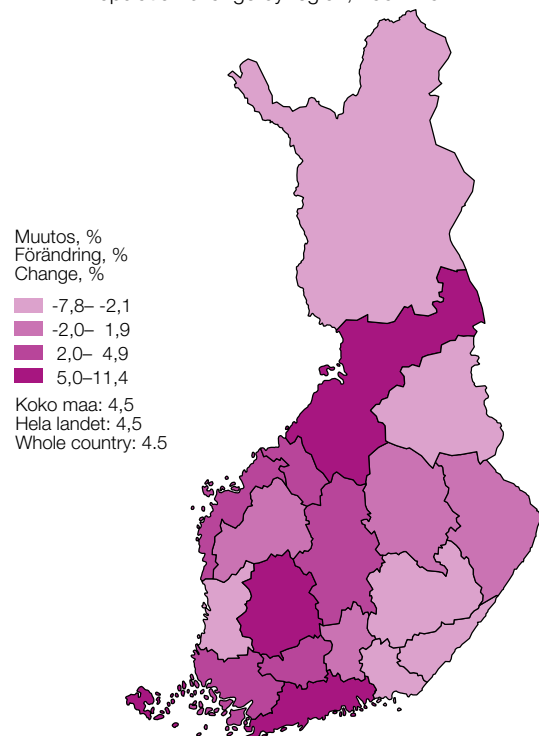 Muutos, %
Förändring, %
Change, %
-7,8– -2,1
-2,0– 1,9
2,0– 4,9
5,0–11,4
Koko maa: 4,5
Hela landet: 4,5
Whole country: 4.5